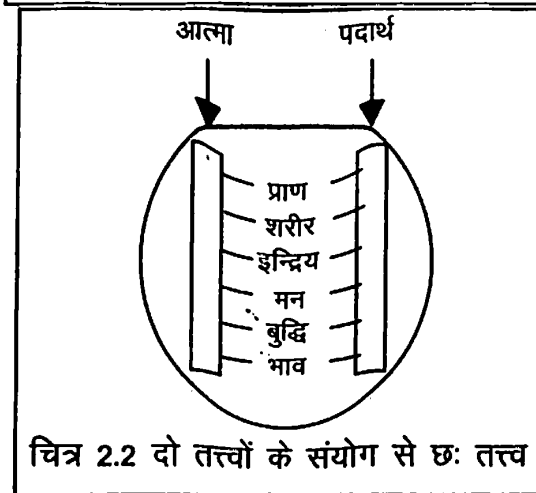 आत्मा पदार्थ
प्राण
शरीर
इन्द्रिय
मन
बुद्धि
भाव
चित्र 2.2 दो तत्त्वों के संयोग से छः तत्त्व